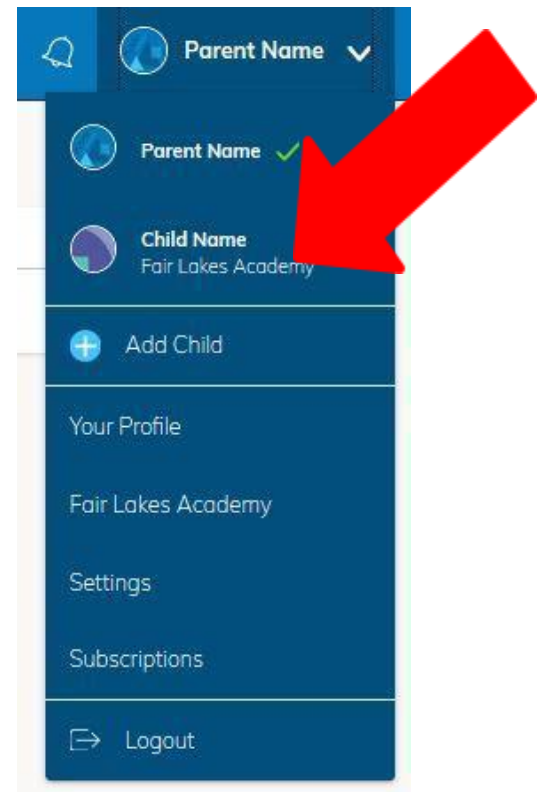 Parent Name
Parent Name
Child Name
Fair Lakes Academy
Add Child
Your Profile
Fair Lakes Academy
Settings
Subscriptions
Logout